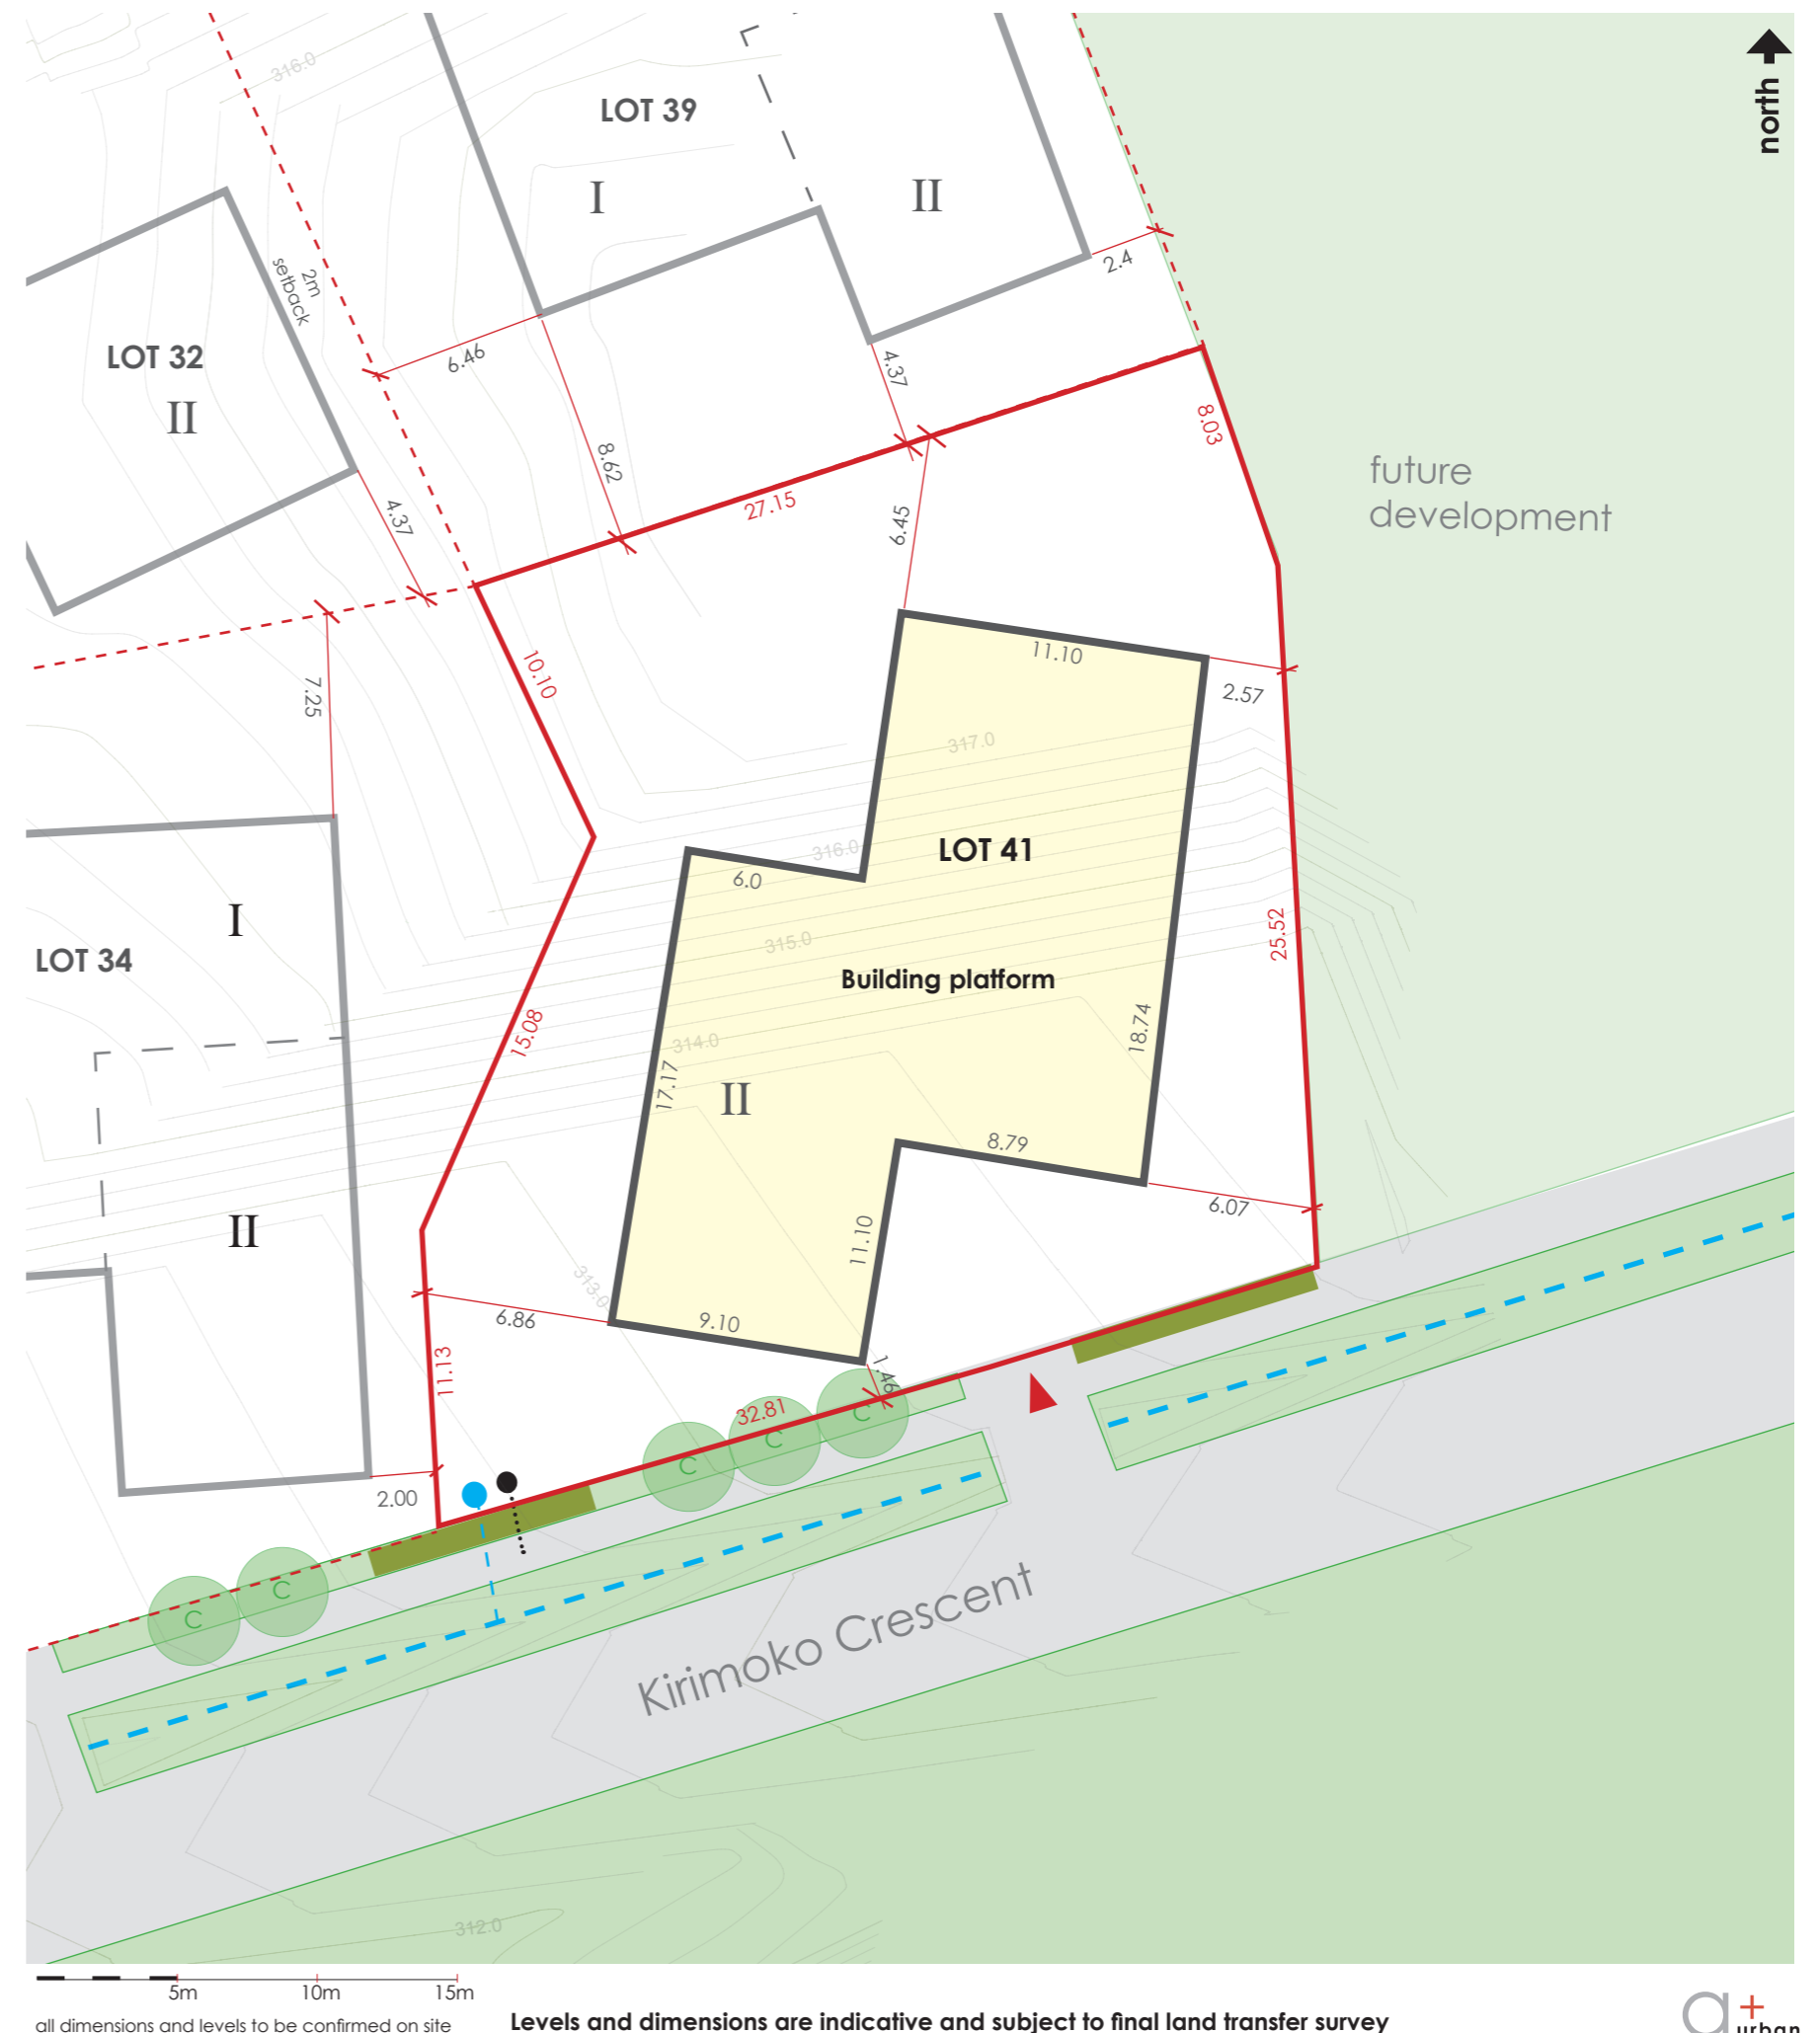 316.0
LOT 39
I
II
north
2m
setback
2.4
LOT 32
II
6.46
4.37
8.03
8.62
future
development
27.15
4.37
6.45
10.10
11.10
7.25
2.57
317.0
LOT 41
316.0
6.0
I
LOT 34
315.0
25.52
Building platform
15.08
18.74
314.0
17.17
II
8.79
6.07
II
11.10
313.0
6.86
9.10
11.13
1.46
32.81
C
C
C
2.00
C
C
Kirimoko Crescent
312.0
5m
10m
15m
all dimensions and levels to be confirmed on site
Levels and dimensions are indicative and subject to final land transfer survey
a+
urban